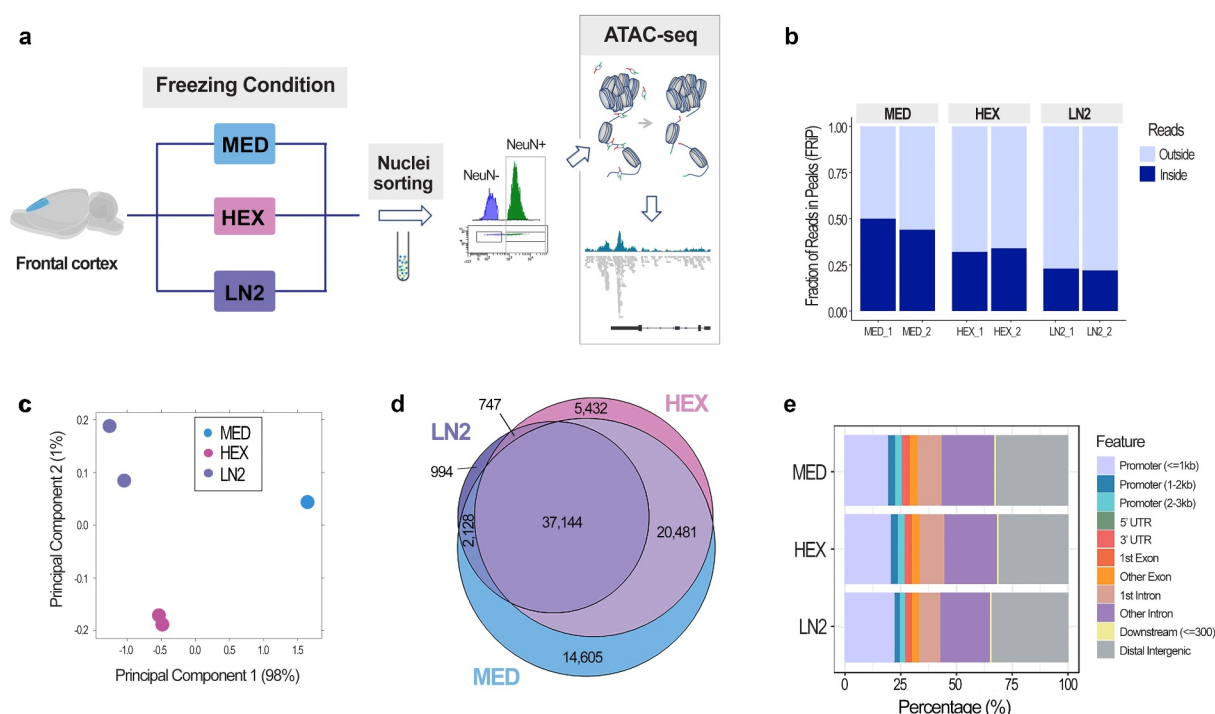 a
Freezing Condition
MED
HEX
LN2
Frontal cortex
Nuclei
sorting
NeuN-
NeuN+
ATAC-seq
b
MED
HEX
LN2
Fraction of Reads in Peaks (FRiP)
1.00
0.75
0.50
0.25
0.00
MED_1
MED_2
HEX_1
HEX_2
LN2_1
LN2_2
Reads
Outside
Inside
c
Principal Component 2 (1%)
0.2
0.1
0.0
-0.1
-0.2
MED
HEX
LN2
-1.0
-0.5
0.0
0.5
1.0
1.5
Principal Component 1 (98%)
d
747
5,432
HEX
LN2
994
2,128
37,144
20,481
14,605
MED
e
MED
HEX
LN2
0
25
50
75
100
Percentage (%)
Feature
Promoter (<=1kb)
Promoter (1-2kb)
Promoter (2-3kb)
5' UTR
3' UTR
1st Exon
Other Exon
1st Intron
Other Intron
Downstream (<=300)
Distal Intergenic